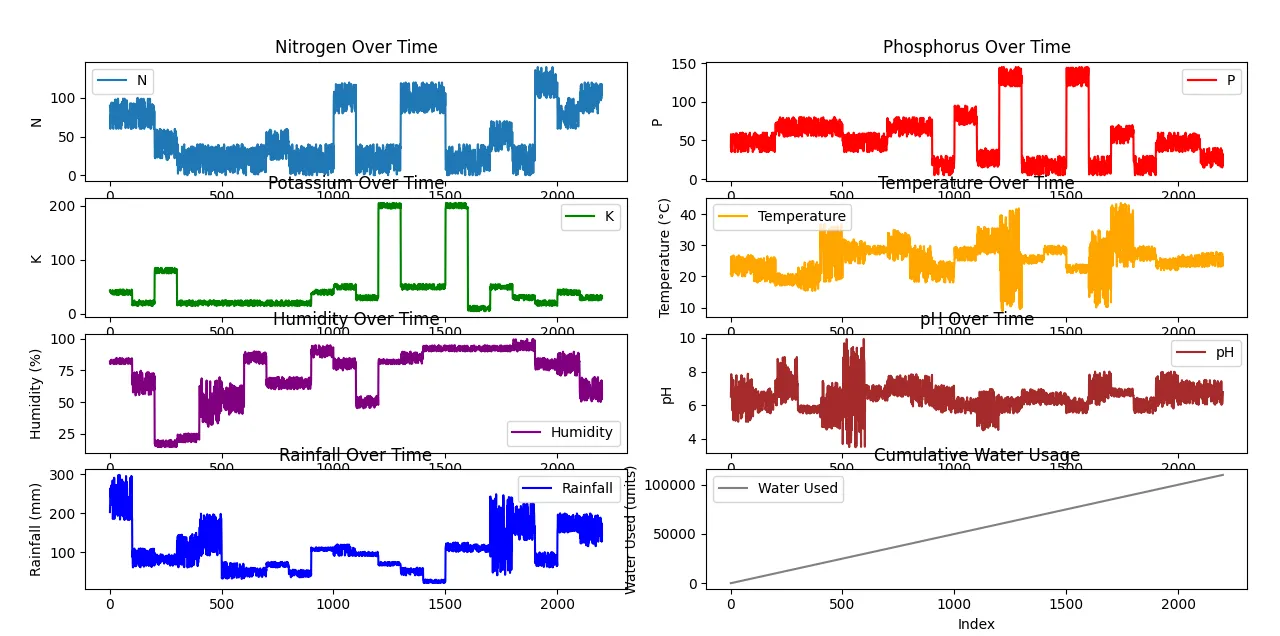 Nitrogen Over Time
N
N
100
50
0
0 500 1000 1500 2000
Phosphorus Over Time
P
P
150
100
50
0
0 500 1000 1500 2000
Potassium Over Time
K
K
200
100
0
0 500 1000 1500 2000
Temperature Over Time
Temperature
Temperature (°C)
40
30
20
10
0 500 1000 1500 2000
Humidity Over Time
Humidity
Humidity (%)
100
75
50
25
0 500 1000 1500 2000
pH Over Time
pH
pH
10
8
6
4
0 500 1000 1500 2000
Rainfall Over Time
Rainfall
Rainfall (mm)
300
200
100
0 500 1000 1500 2000
Cumulative Water Usage
Water Used
Water Used (units)
100000
50000
0
0 500 1000 1500 2000
Index